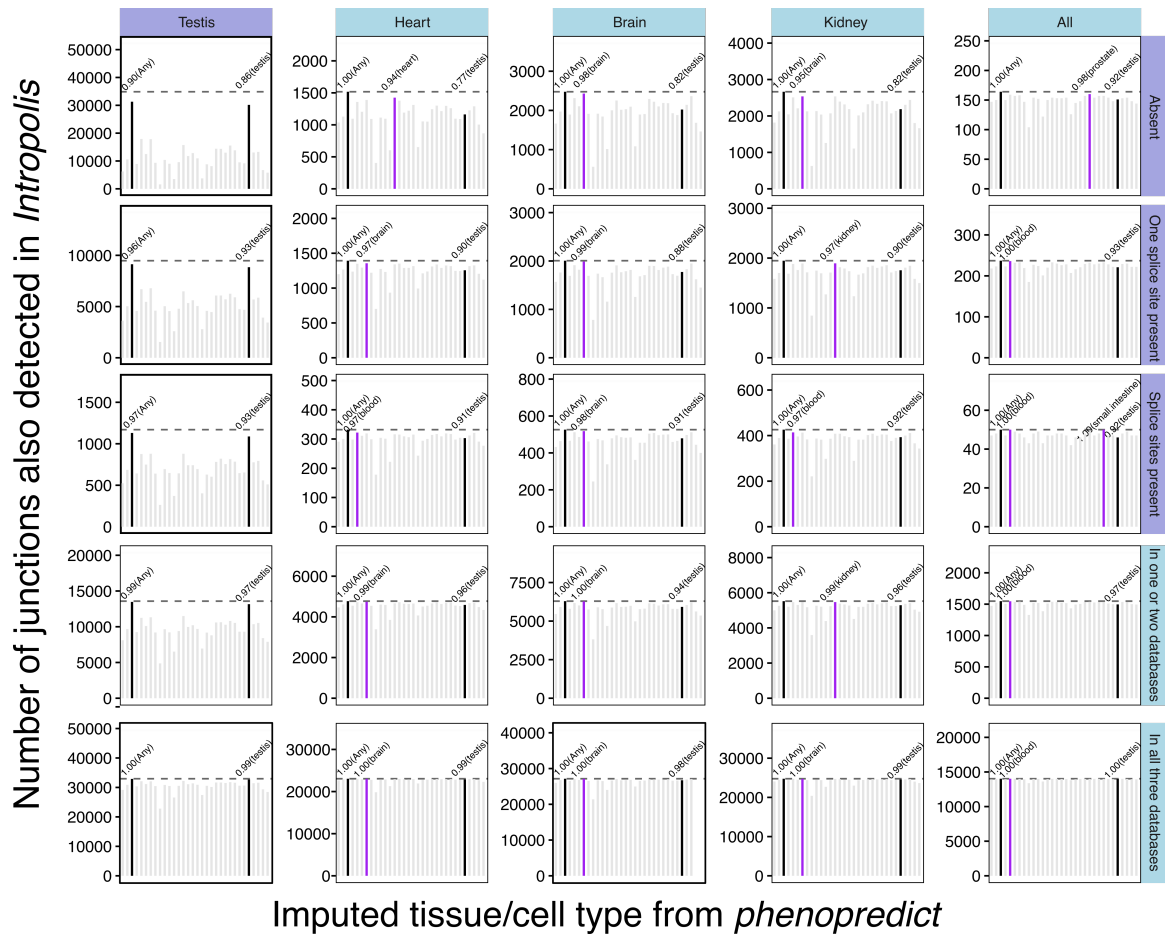 Testis
Heart
Brain
Kidney
All
Number of junctions also detected in Intropolis
50000
40000
30000
20000
10000
0
0.90(Any)
0.86(testis)
2000
1500
1000
500
0
1.00(Any)
0.94(heart)
0.77(testis)
3000
2000
1000
0
1.00(Any)
0.98(brain)
0.82(testis)
4000
3000
2000
1000
0
1.00(Any)
0.95(brain)
0.82(testis)
250
200
150
100
50
0
1.00(Any)
0.98(prostate)
0.92(testis)
Absent
10000
5000
0
0.96(Any)
0.93(testis)
2000
1500
1000
500
0
1.00(Any)
0.97(brain)
0.90(testis)
3000
2000
1000
0
1.00(Any)
0.99(brain)
0.88(testis)
3000
2000
1000
0
1.00(Any)
0.97(kidney)
0.90(testis)
300
200
100
0
1.00(Any)
1.00(blood)
0.93(testis)
One splice site present
1500
1000
500
0
0.97(Any)
0.93(testis)
500
400
300
200
100
0
1.00(Any)
0.97(blood)
0.91(testis)
800
600
400
200
0
1.00(Any)
0.98(brain)
0.91(testis)
600
400
200
0
1.00(Any)
0.97(blood)
0.92(testis)
60
40
20
0
1.00(Any)
1.00(blood)
(small.intestine)
0.92(testis)
Splice sites present
20000
15000
10000
5000
0
0.99(Any)
0.97(testis)
6000
4000
2000
0
1.00(Any)
0.99(brain)
0.96(testis)
7500
5000
2500
0
1.00(Any)
1.00(brain)
0.94(testis)
8000
6000
4000
2000
0
1.00(Any)
0.99(kidney)
0.96(testis)
2000
1500
1000
500
0
1.00(Any)
1.00(blood)
0.97(testis)
In one or two databases
50000
40000
30000
20000
10000
0
1.00(Any)
0.99(testis)
30000
20000
10000
0
1.00(Any)
1.00(brain)
0.99(testis)
40000
30000
20000
10000
0
1.00(Any)
1.00(brain)
0.98(testis)
30000
20000
10000
0
1.00(Any)
1.00(brain)
0.99(testis)
20000
15000
10000
5000
0
1.00(Any)
1.00(blood)
1.00(testis)
In all three databases
Imputed tissue/cell type from phenopredict